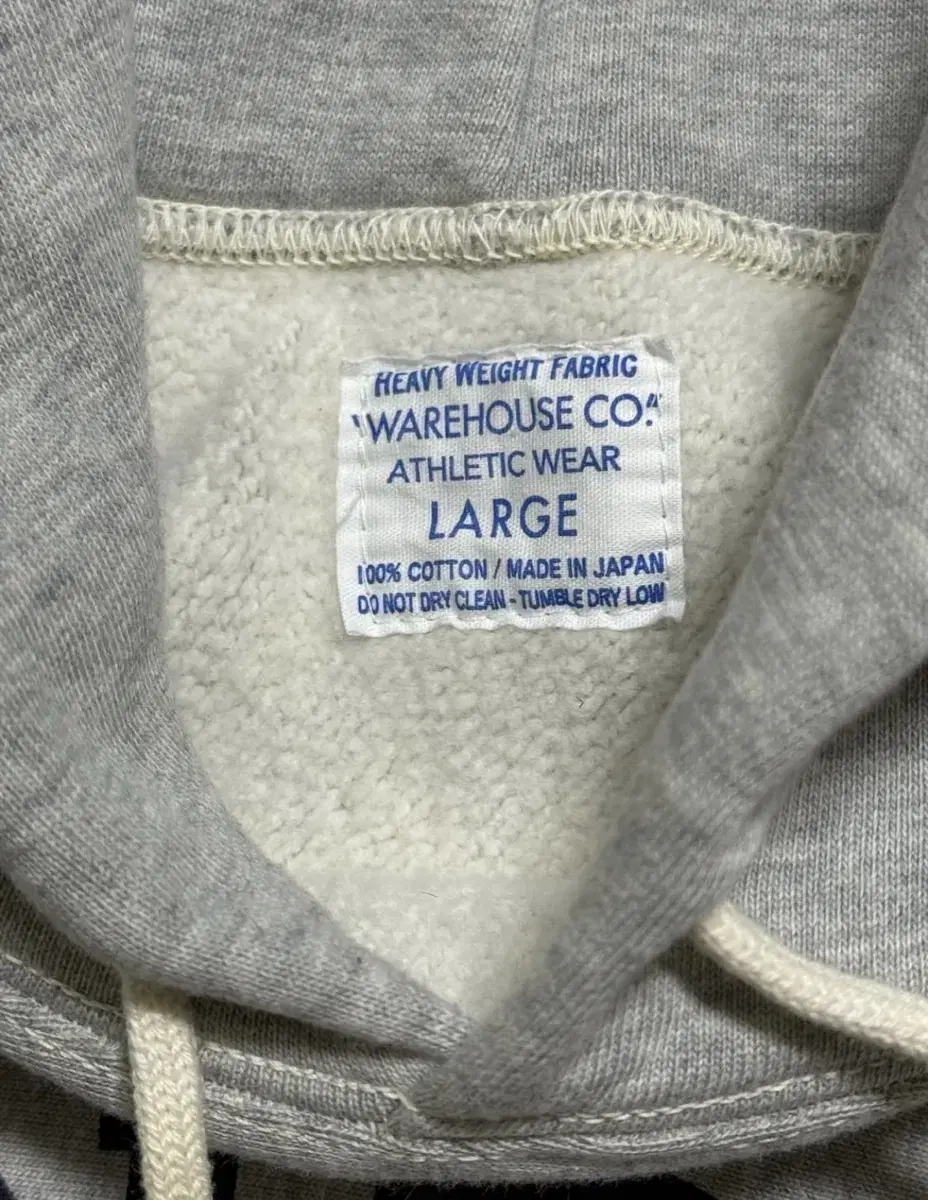 HEAVY WEIGHT FABRIC
"WAREHOUSE CO."
ATHLETIC WEAR
LARGE
100% COTTON / MADE IN JAPAN
DO NOT DRY CLEAN - TUMBLE DRY LOW